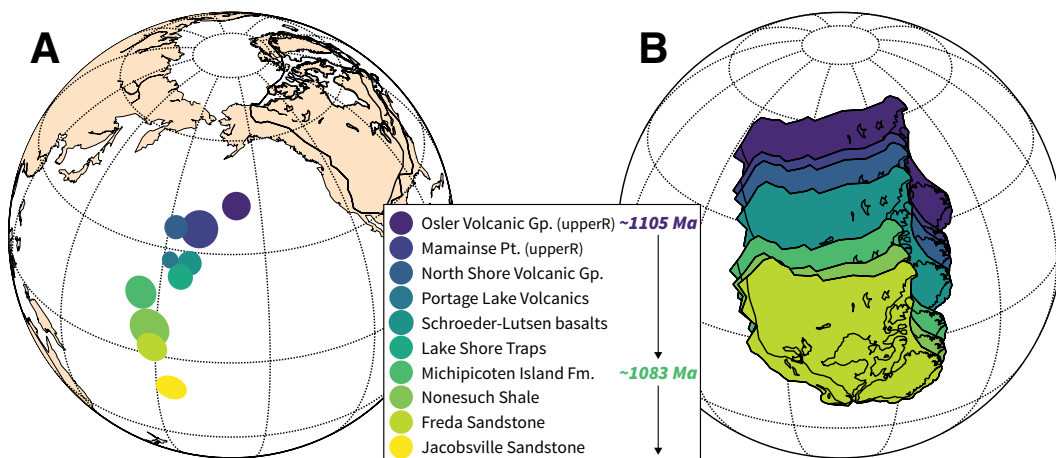 A
B
Osler Volcanic Gp. (upperR) ~1105 Ma
Mamainse Pt. (upperR)
North Shore Volcanic Gp.
Portage Lake Volcanics
Schroeder-Lutsen basalts
Lake Shore Traps
Michipicoten Island Fm. ~1083 Ma
Nonesuch Shale
Freda Sandstone
Jacobsville Sandstone